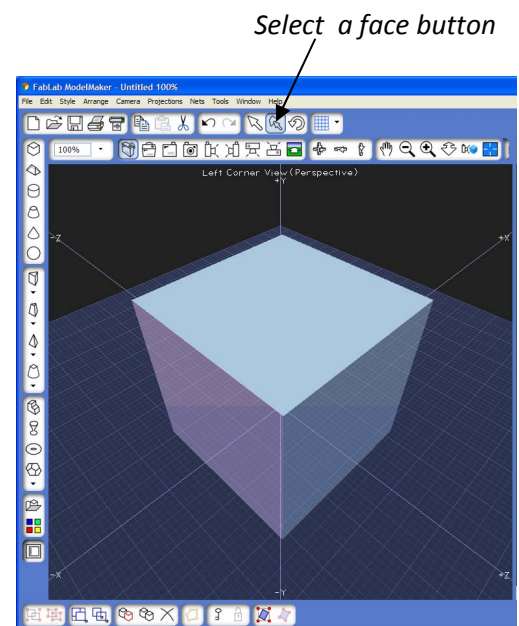 Select a face button
FabLab ModelMaker - Untitled 100%
File Edit Style Arrange Camera Projections Nets Tools Window Help
100%
Left Corner View (Perspective)
+Y
-Z
+X
-X
+Z
-Y